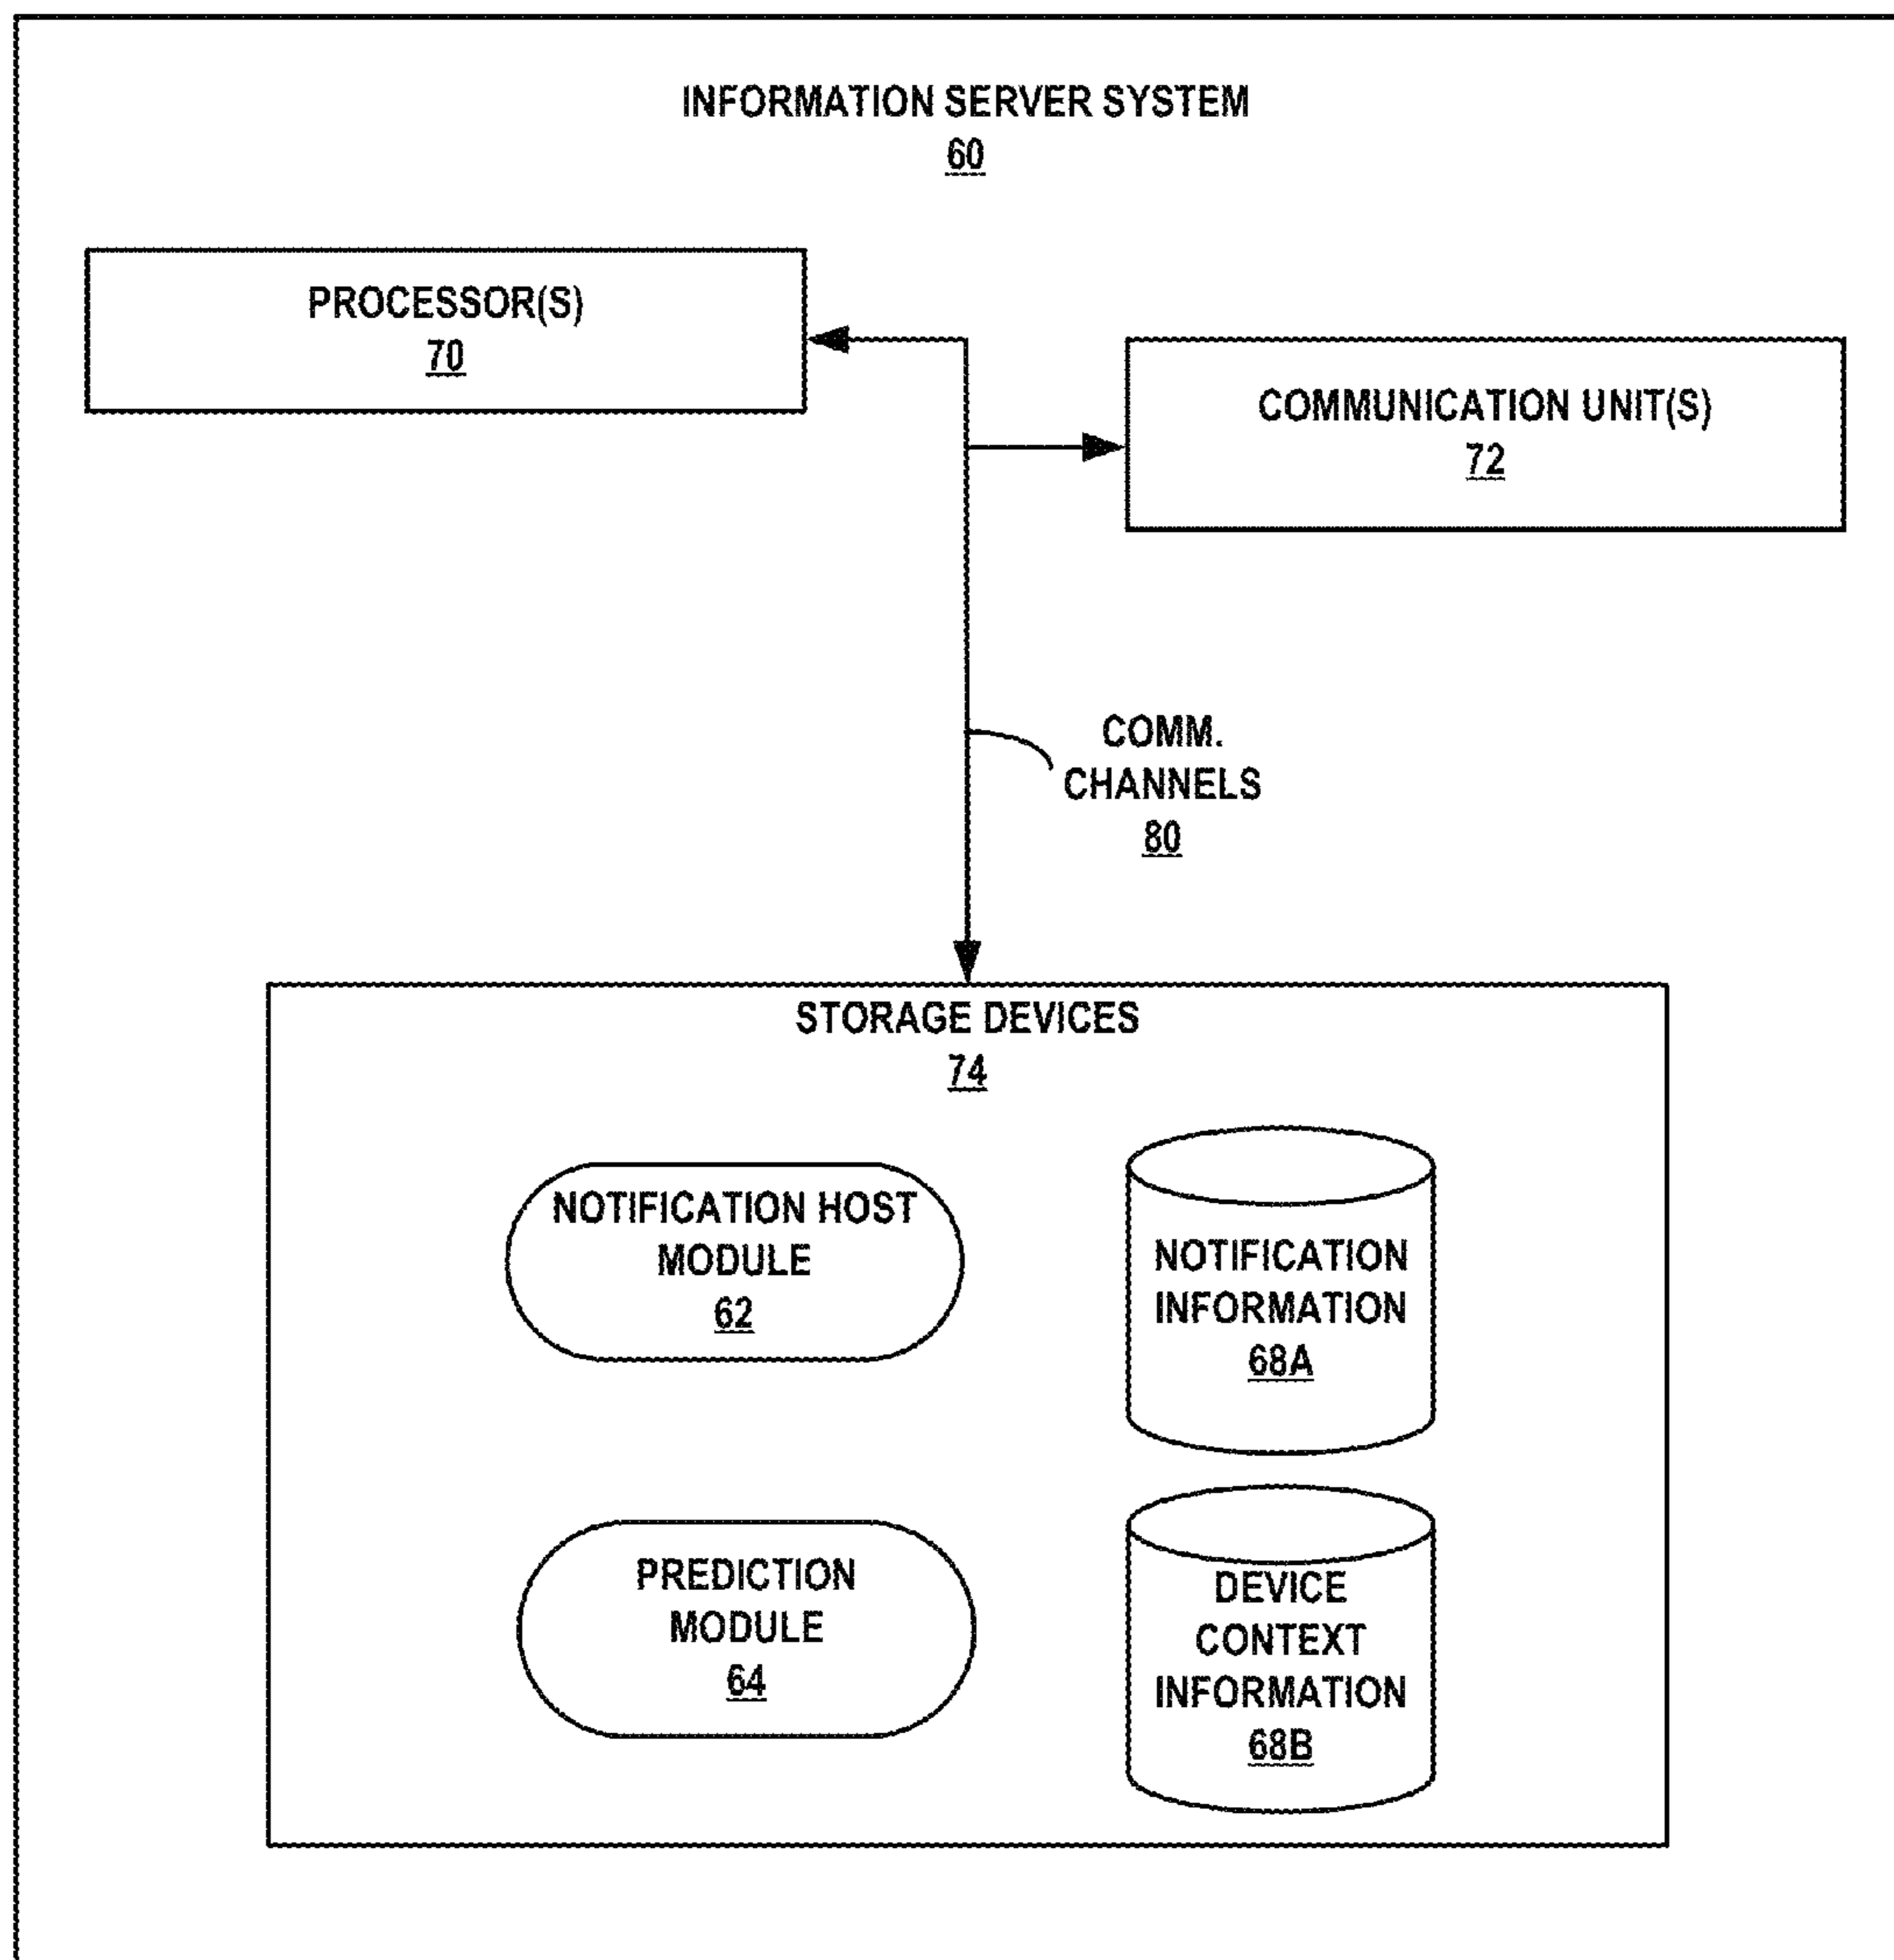 INFORMATION SERVER SYSTEM
60
PROCESSOR(S)
70
COMMUNICATION UNIT(S)
72
COMM.
CHANNELS
80
STORAGE DEVICES
74
NOTIFICATION HOST
MODULE
62
NOTIFICATION
INFORMATION
68A
PREDICTION
MODULE
64
DEVICE
CONTEXT
INFORMATION
68B